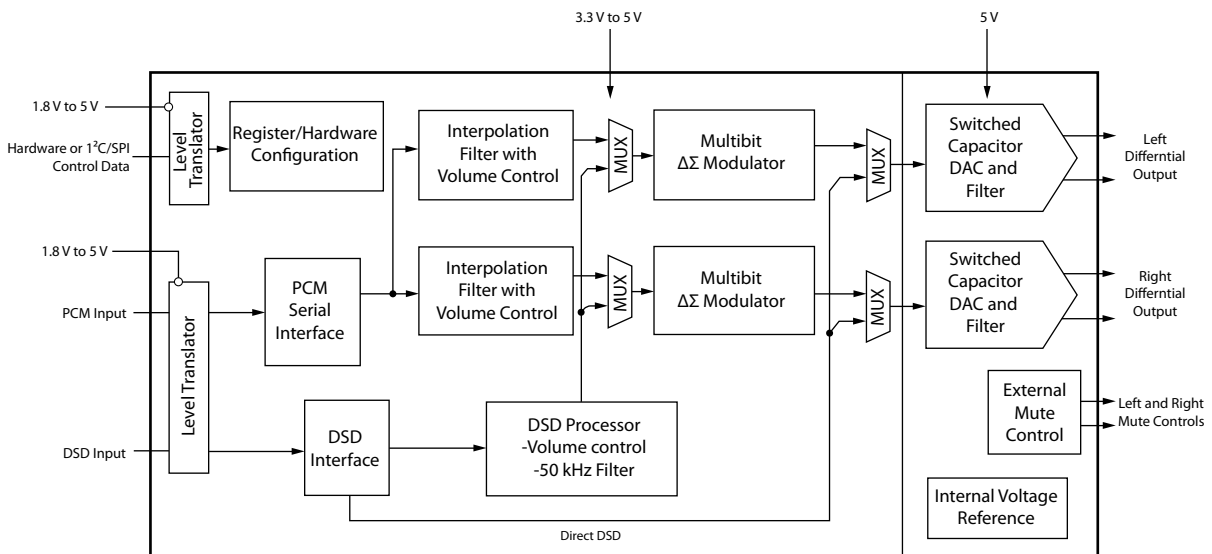 3.3 V to 5 V
5 V
1.8 V to 5 V
Hardware or 1²C/SPI
Control Data
Level
Translator
Register/Hardware
Configuration
Interpolation
Filter with
Volume Control
MUX
Multibit
ΔΣ Modulator
MUX
Switched
Capacitor
DAC and
Filter
Left
Differntial
Output
1.8 V to 5 V
PCM Input
Level Translator
PCM
Serial
Interface
Interpolation
Filter with
Volume Control
MUX
Multibit
ΔΣ Modulator
MUX
Switched
Capacitor
DAC and
Filter
Right
Differntial
Output
DSD Input
DSD
Interface
DSD Processor
-Volume control
-50 kHz Filter
External
Mute
Control
Left and Right
Mute Controls
Internal Voltage
Reference
Direct DSD